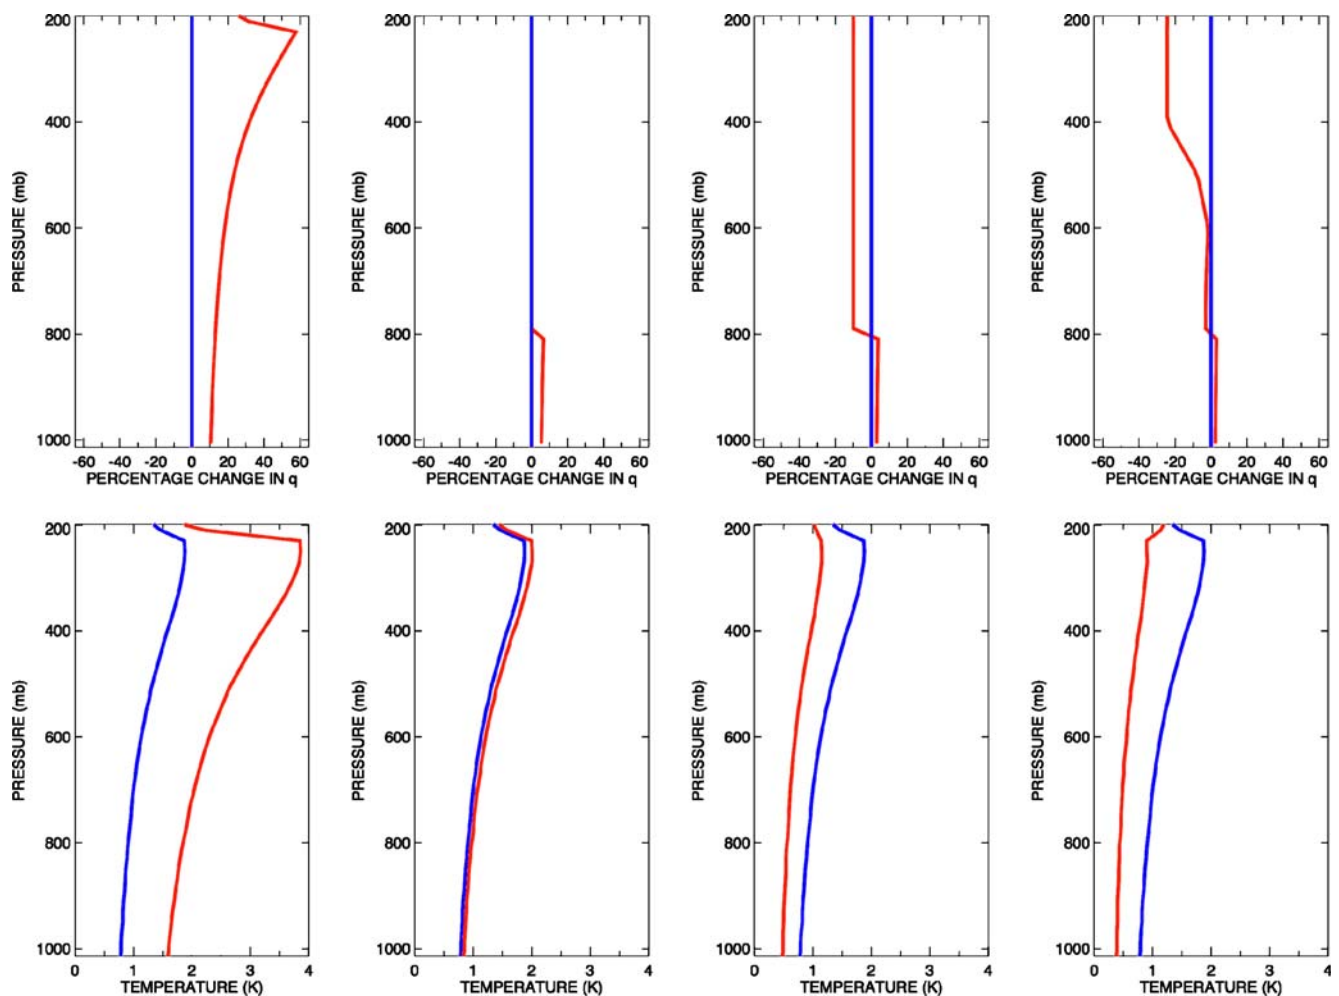 200 200 200 200
400 400 400 400
PRESSURE (mb) PRESSURE (mb) PRESSURE (mb) PRESSURE (mb)
600 600 600 600
800 800 800 800
1000 1000 1000 1000
-60 -40 -20 0 20 40 60 -60 -40 -20 0 20 40 60 -60 -40 -20 0 20 40 60 -60 -40 -20 0 20 40 60
PERCENTAGE CHANGE IN q PERCENTAGE CHANGE IN q PERCENTAGE CHANGE IN q PERCENTAGE CHANGE IN q
200 200 200 200
400 400 400 400
PRESSURE (mb) PRESSURE (mb) PRESSURE (mb) PRESSURE (mb)
600 600 600 600
800 800 800 800
1000 1000 1000 1000
0 1 2 3 4 0 1 2 3 4 0 1 2 3 4 0 1 2 3 4
TEMPERATURE (K) TEMPERATURE (K) TEMPERATURE (K) TEMPERATURE (K)